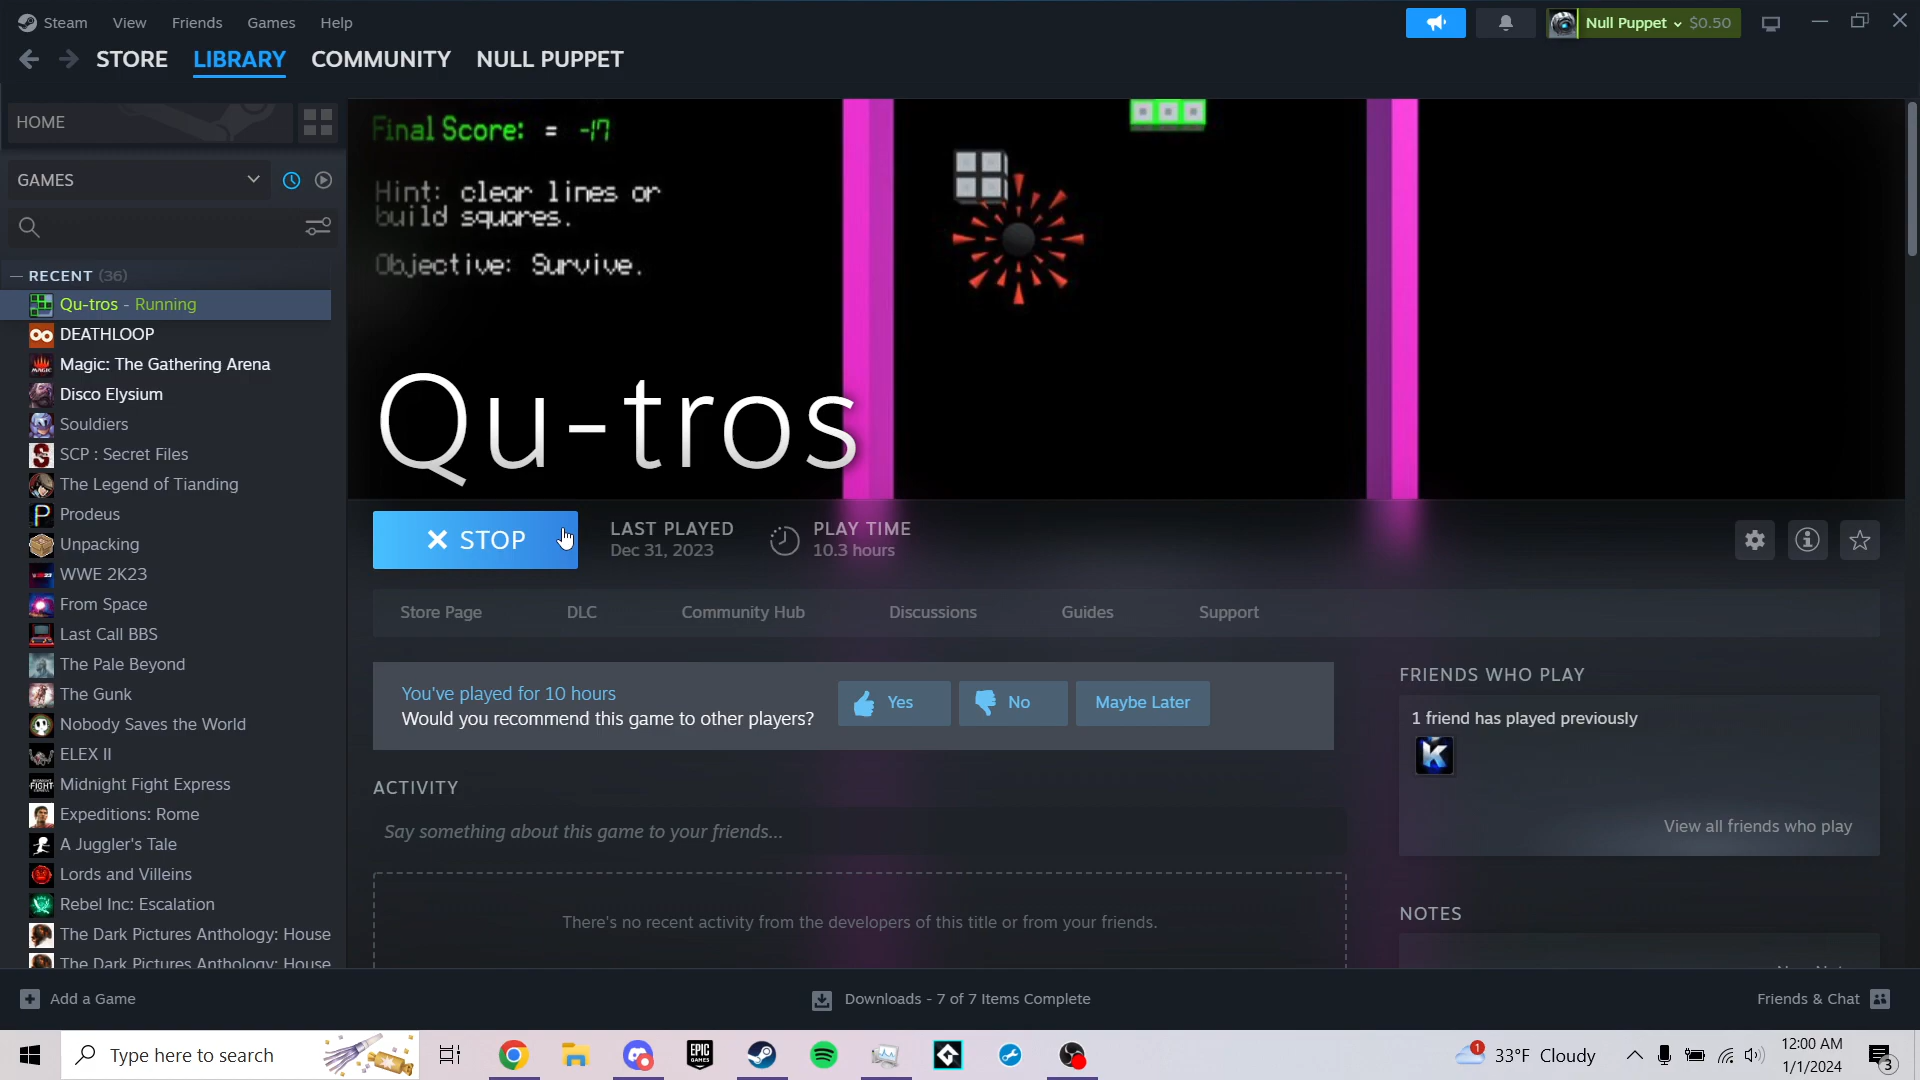 Steam View Friends Games Help
Null Puppet $0.50
STORE LIBRARY COMMUNITY NULL PUPPET
HOME
GAMES
RECENT (36)
Qu-tros - Running
DEATHLOOP
Magic: The Gathering Arena
Disco Elysium
Souldiers
SCP : Secret Files
The Legend of Tianding
Prodeus
Unpacking
WWE 2K23
From Space
Last Call BBS
The Pale Beyond
The Gunk
Nobody Saves the World
ELEX II
Midnight Fight Express
Expeditions: Rome
A Juggler's Tale
Lords and Villeins
Rebel Inc: Escalation
The Dark Pictures Anthology: House
The Dark Pictures Anthology: House
Final Score: = -17
Hint: clear lines or
build squares.
Objective: Survive.
Qu-tros
STOP
LAST PLAYED
Dec 31, 2023
PLAY TIME
10.3 hours
Store Page DLC Community Hub Discussions Guides Support
You've played for 10 hours
Would you recommend this game to other players?
Yes No Maybe Later
FRIENDS WHO PLAY
1 friend has played previously
K
View all friends who play
ACTIVITY
Say something about this game to your friends...
There's no recent activity from the developers of this title or from your friends.
NOTES
Add a Game
Downloads - 7 of 7 Items Complete
Friends & Chat
Type here to search
EPIC
GAMES
1
33°F Cloudy
12:00 AM
1/1/2024
3